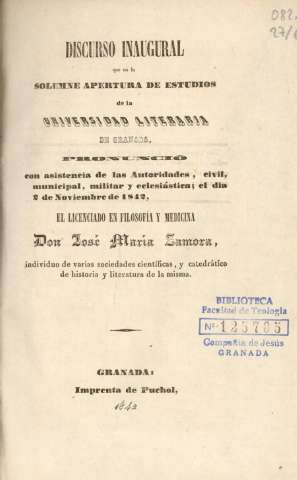 082
27/
DISCURSO INAUGURAL
que en la
SOLEMNE APERTURA DE ESTUDIOS
de la
UNIVERSIDAD LITERARIA
DE GRANADA,
PRONUNCIÓ
con asistencia de las Autoridades, civil,
municipal, militar y eclesiástica; el dia
2 de Noviembre de 1842,
EL LICENCIADO EN FILOSOFÍA Y MEDICINA
Don José María Zamora,
individuo de varias sociedades científicas, y catedrático
de historia y literatura de la misma.
BIBLIOTECA
Facultad de Teología
Nº 125705
Compañía de Jesús
GRANADA
GRANADA:
Imprenta de Puchol,
1842